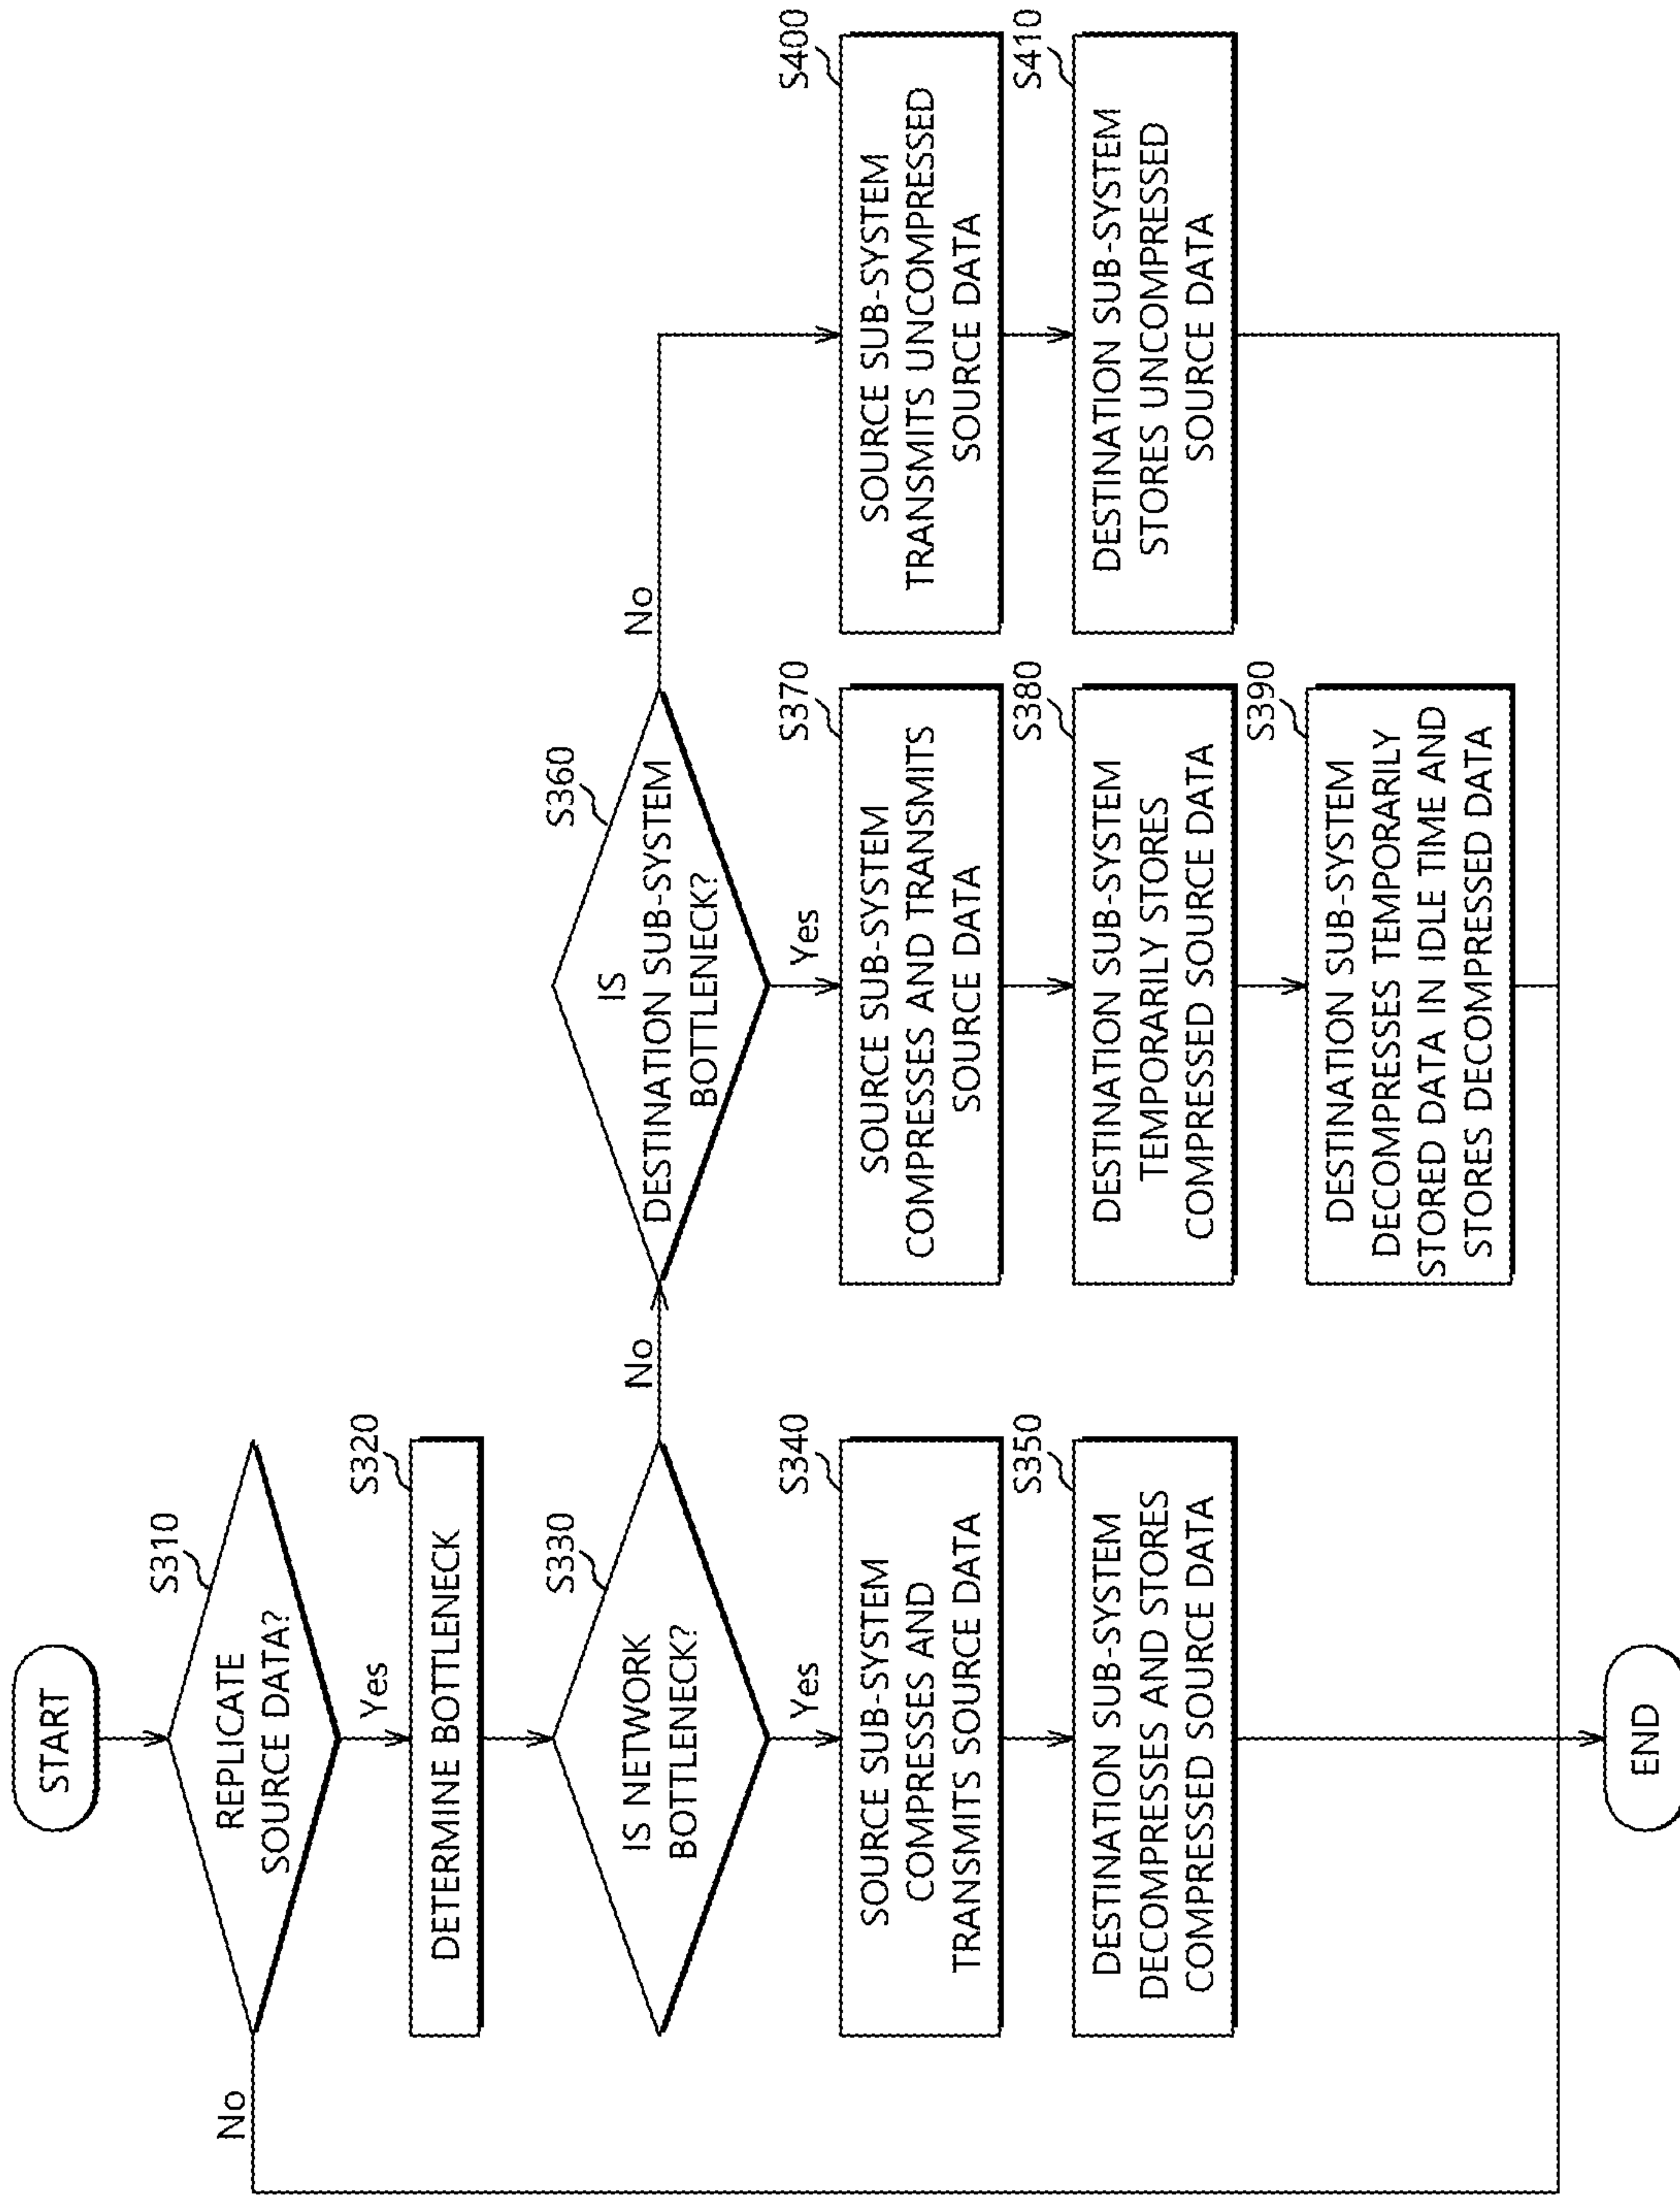 START
S310
REPLICATE
SOURCE DATA?
No
Yes
S320
DETERMINE BOTTLENECK
S330
IS NETWORK
BOTTLENECK?
No
Yes
S340
SOURCE SUB-SYSTEM
COMPRESSES AND
TRANSMITS SOURCE DATA
S350
DESTINATION SUB-SYSTEM
DECOMPRESSES AND STORES
COMPRESSED SOURCE DATA
S360
IS
DESTINATION SUB-SYSTEM
BOTTLENECK?
No
Yes
S370
SOURCE SUB-SYSTEM
COMPRESSES AND TRANSMITS
SOURCE DATA
S380
DESTINATION SUB-SYSTEM
TEMPORARILY STORES
COMPRESSED SOURCE DATA
S390
DESTINATION SUB-SYSTEM
DECOMPRESSES TEMPORARILY
STORED DATA IN IDLE TIME AND
STORES DECOMPRESSED DATA
S400
SOURCE SUB-SYSTEM
TRANSMITS UNCOMPRESSED
SOURCE DATA
S410
DESTINATION SUB-SYSTEM
STORES UNCOMPRESSED
SOURCE DATA
END